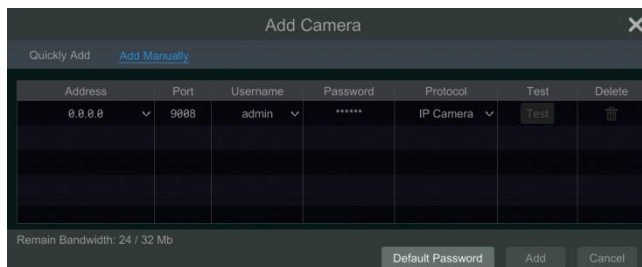 Add Camera
Quickly Add Add Manually
Address Port Username Password Protocol Test Delete
0.0.0.0 9008 admin ****** IP Camera Test
Remain Bandwidth: 24 / 32 Mb
Default Password Add Cancel